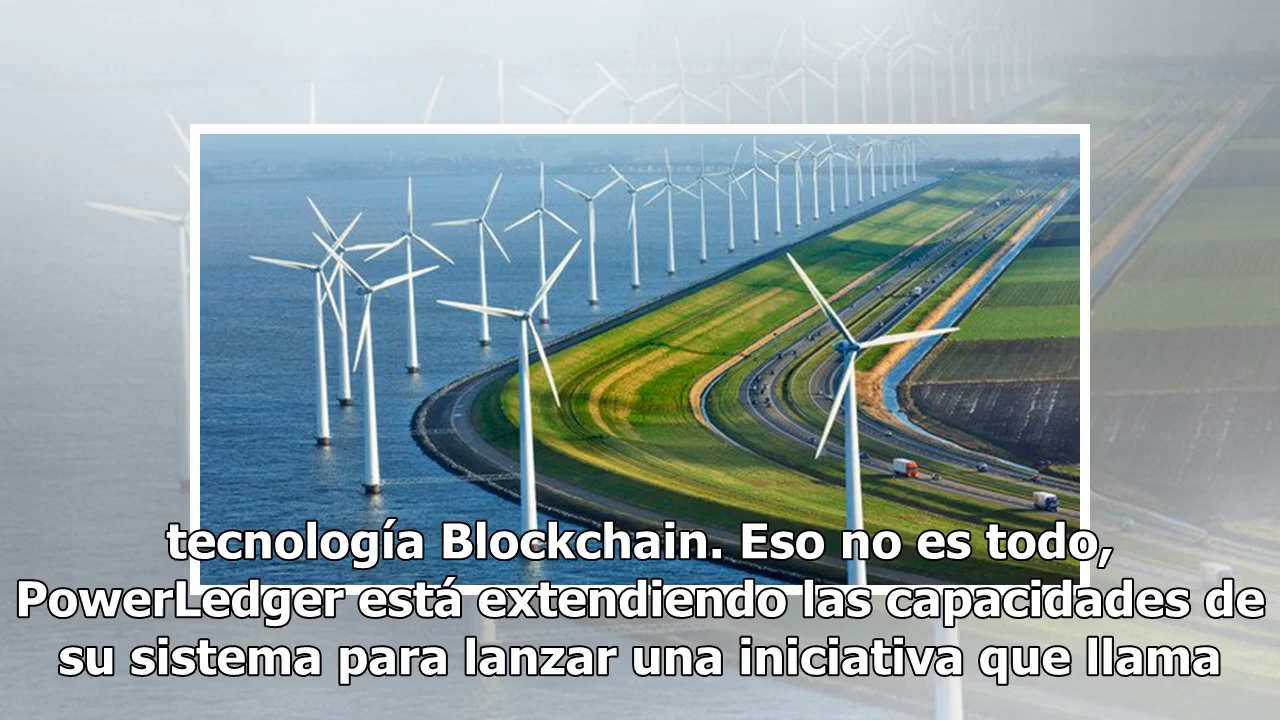 tecnología Blockchain. Eso no es todo,
PowerLedger está extendiendo las capacidades de
su sistema para lanzar una iniciativa que llama